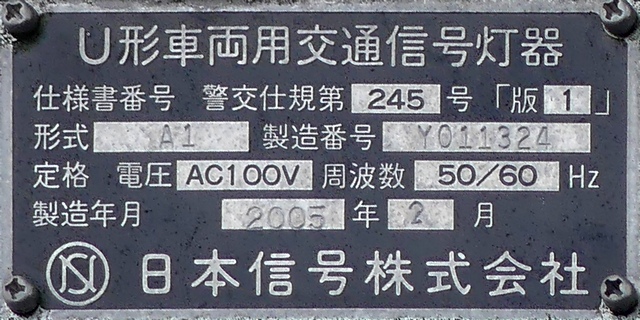 U形車両用交通信号灯器
仕様書番号 警交仕規第 245 号 「版 1 」
形式 A1 製造番号 Y011324
定格 電圧 AC100V 周波数 50/60 Hz
製造年月 2005 年 2 月
日本信号株式会社